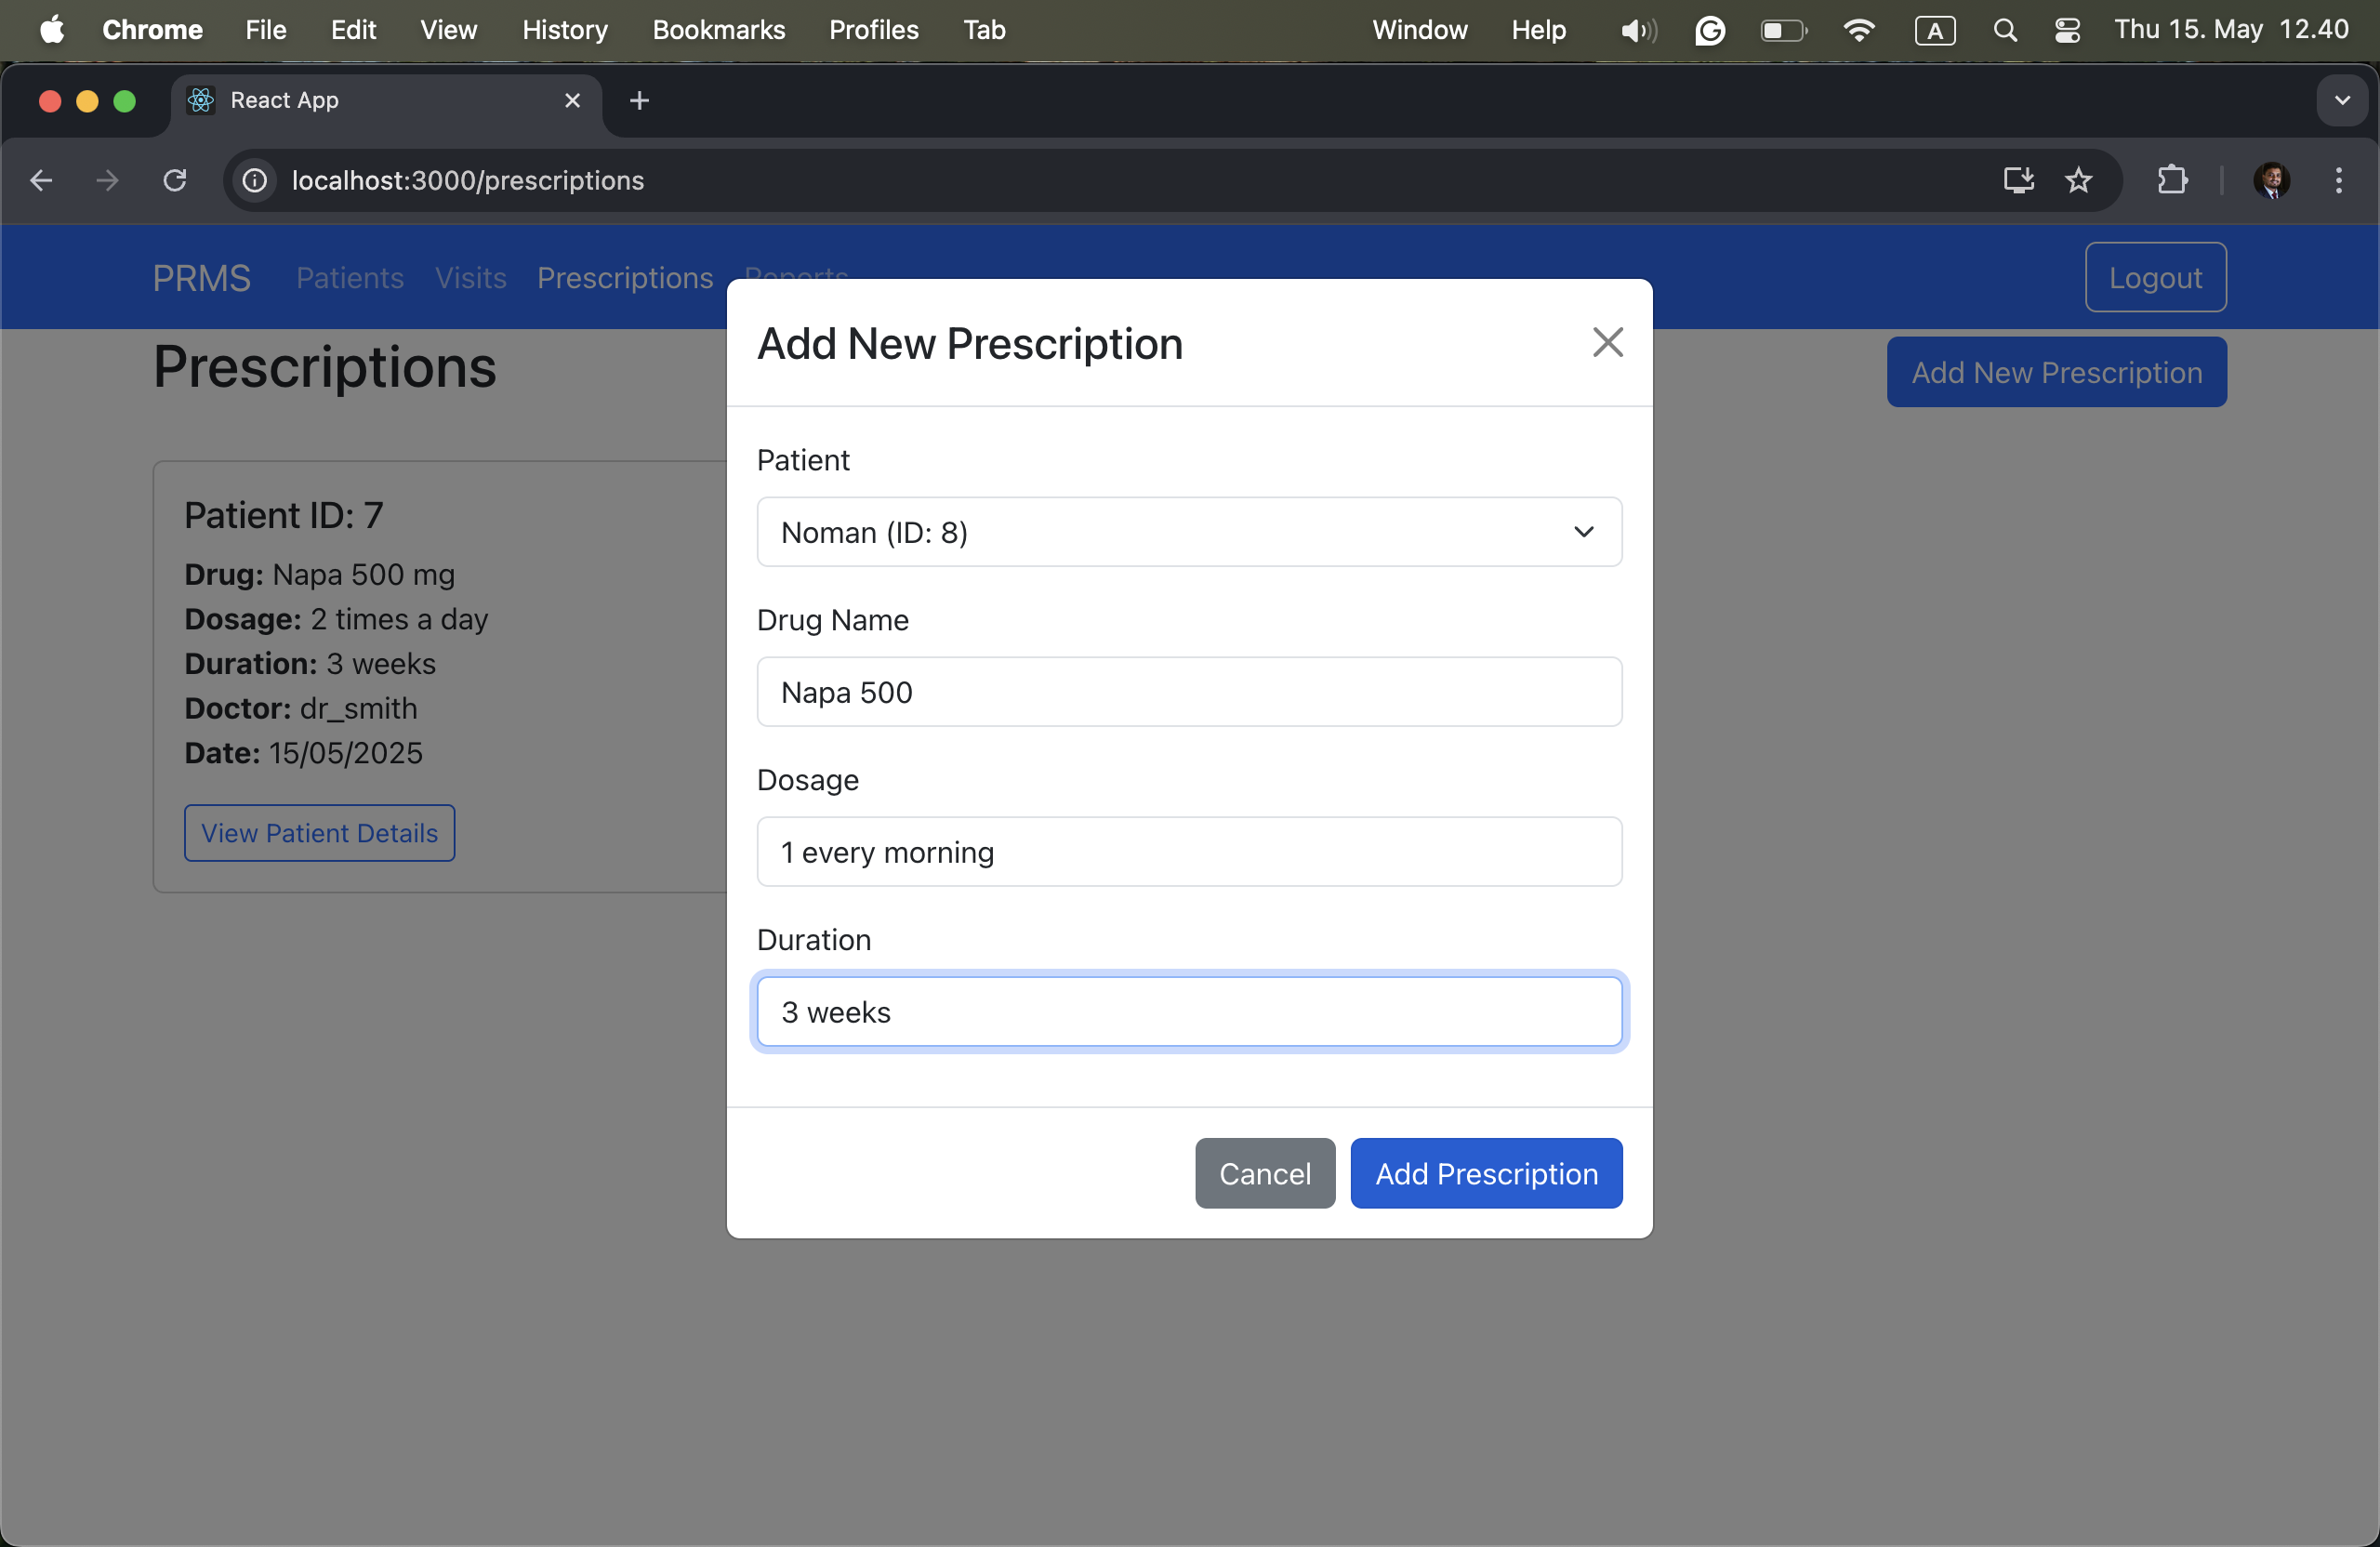 Chrome File Edit View History Bookmarks Profiles Tab Window Help A Thu 15. May 12.40
React App
localhost:3000/prescriptions
PRMS Patients Visits Prescriptions Reports Logout
Prescriptions
Add New Prescription
Patient ID: 7
Drug: Napa 500 mg
Dosage: 2 times a day
Duration: 3 weeks
Doctor: dr_smith
Date: 15/05/2025
View Patient Details
Add New Prescription
Patient
Noman (ID: 8)
Drug Name
Napa 500
Dosage
1 every morning
Duration
3 weeks
Cancel Add Prescription